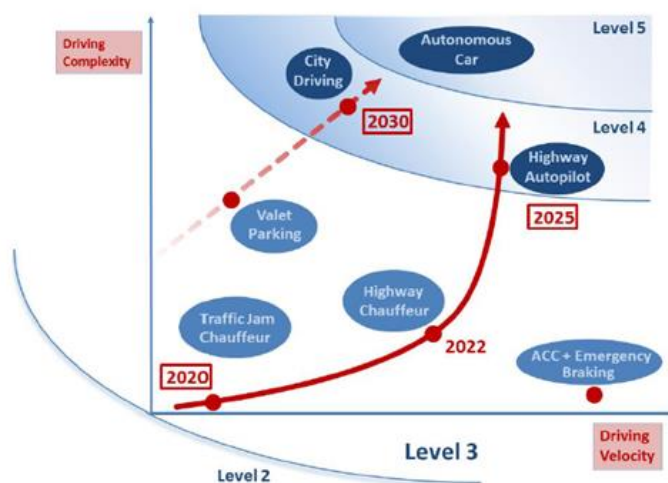 Driving
Complexity
City
Driving
Autonomous
Car
Level 5
2030
Level 4
Highway
Autopilot
Valet
Parking
2025
Highway
Chauffeur
Traffic Jam
Chauffeur
2022
ACC + Emergency
Braking
2020
Level 3
Driving
Velocity
Level 2